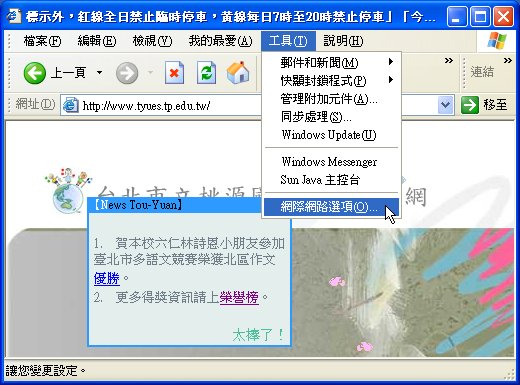 標示外，紅線全日禁止臨時停車，黃線每日7時至20時禁止停車」「今...
檔案(F) 編輯(E) 檢視(V) 我的最愛(A) 工具(T) 說明(H)
上一頁 連結
網址(D) http://www.tyues.tp.edu.tw/ 移至
郵件和新聞(M)
快顯封鎖程式(P)
管理附加元件(A)...
同步處理(S)...
Windows Update(U)
Windows Messenger
Sun Java 主控台
網際網路選項(O)...
台北市立桃源國 網
【News Tou-Yuan】
1. 賀本校六仁林詩恩小朋友參加
臺北市多語文競賽榮獲北區作文
優勝。
2. 更多得獎資訊請上榮譽榜。
太棒了！
讓您變更設定。